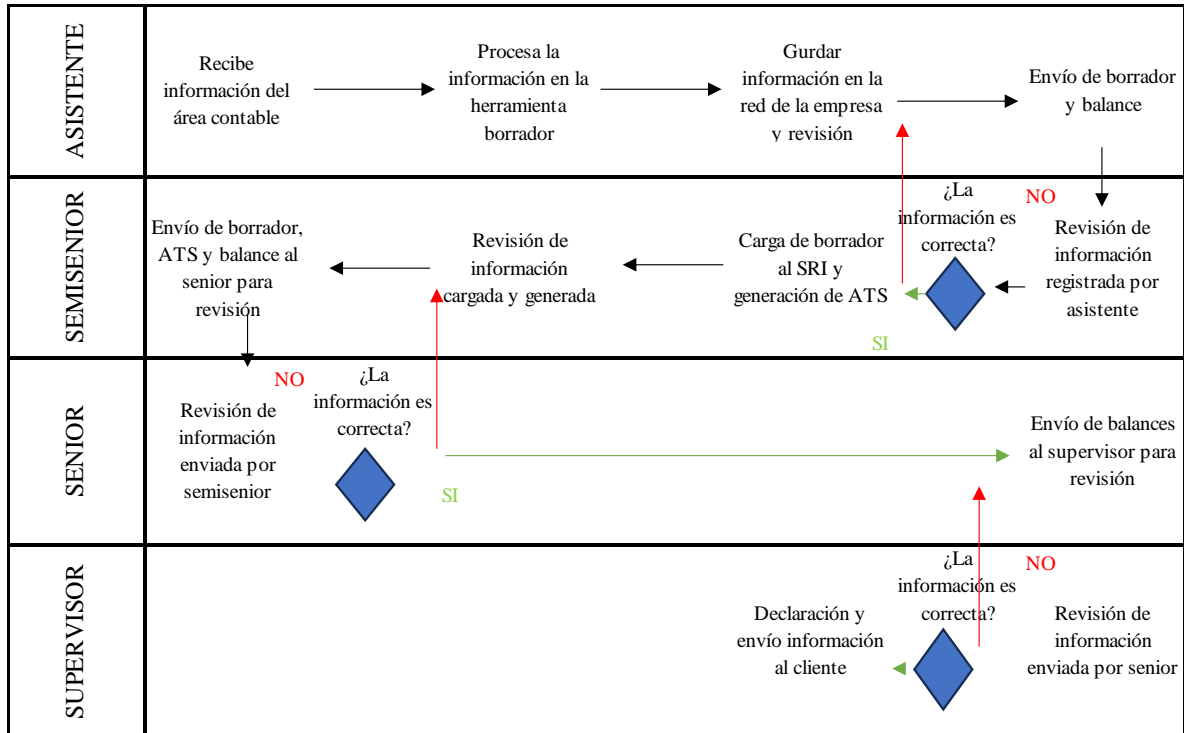 ASISTENTE
Recibe
información del
área contable
Procesa la
información en la
herramienta
borrador
Gurdar
información en la
red de la empresa
y revisión
Envío de borrador
y balance
SEMISENIOR
Envío de borrador,
ATS y balance al
senior para
revisión
Revisión de
información
cargada y generada
Carga de borrador
al SRI y
generación de ATS
¿La
información es
correcta?
NO
SI
Revisión de
información
registrada por
asistente
SENIOR
Revisión de
información
enviada por
semisenior
NO
¿La
información es
correcta?
SI
Envío de balances
al supervisor para
revisión
SUPERVISOR
Declaración y
envío información
al cliente
¿La
información es
correcta?
NO
Revisión de
información
enviada por senior